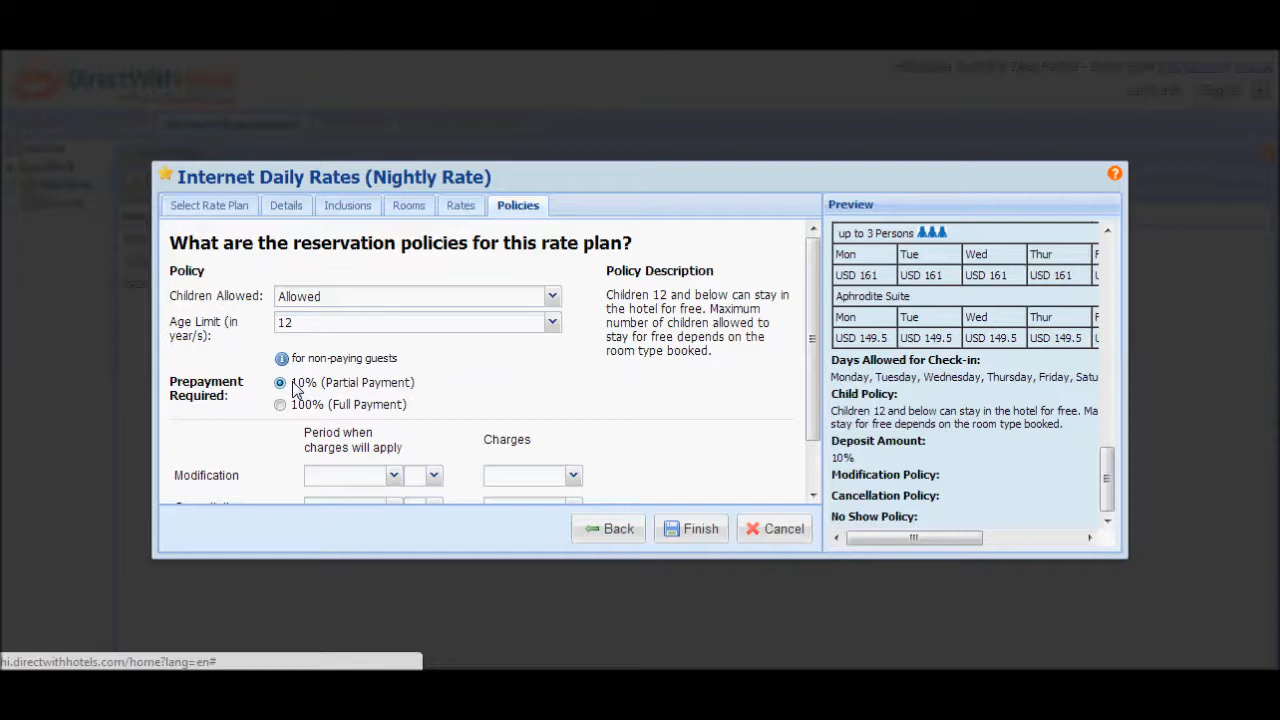 DirectWith
Internet Daily Rates (Nightly Rate)
Select Rate Plan
Details
Inclusions
Rooms
Rates
Policies
What are the reservation policies for this rate plan?
Policy
Children Allowed:
Allowed
Age Limit (in
year/s):
12
for non-paying guests
Prepayment
Required:
10% (Partial Payment)
100% (Full Payment)
Period when
charges will apply
Charges
Modification
Policy Description
Children 12 and below can stay in
the hotel for free. Maximum
number of children allowed to
stay for free depends on the
room type booked.
Back
Finish
Cancel
Preview
up to 3 Persons
Mon Tue Wed Thur F
USD 161 USD 161 USD 161 USD 161
Aphrodite Suite
Mon Tue Wed Thur F
USD 149.5 USD 149.5 USD 149.5 USD 149.5
Days Allowed for Check-in:
Monday, Tuesday, Wednesday, Thursday, Friday, Satu
Child Policy:
Children 12 and below can stay in the hotel for free. Ma
stay for free depends on the room type booked.
Deposit Amount:
10%
Modification Policy:
Cancellation Policy:
No Show Policy:
hi.directwithhotels.com/home?lang=en#